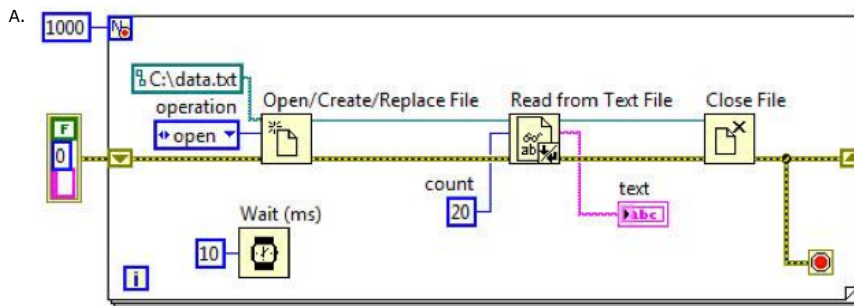 A.
1000
N
C:\data.txt
operation
open
Open/Create/Replace File
Read from Text File
Close File
F
0
ab
count
20
text
abc
Wait (ms)
10
i